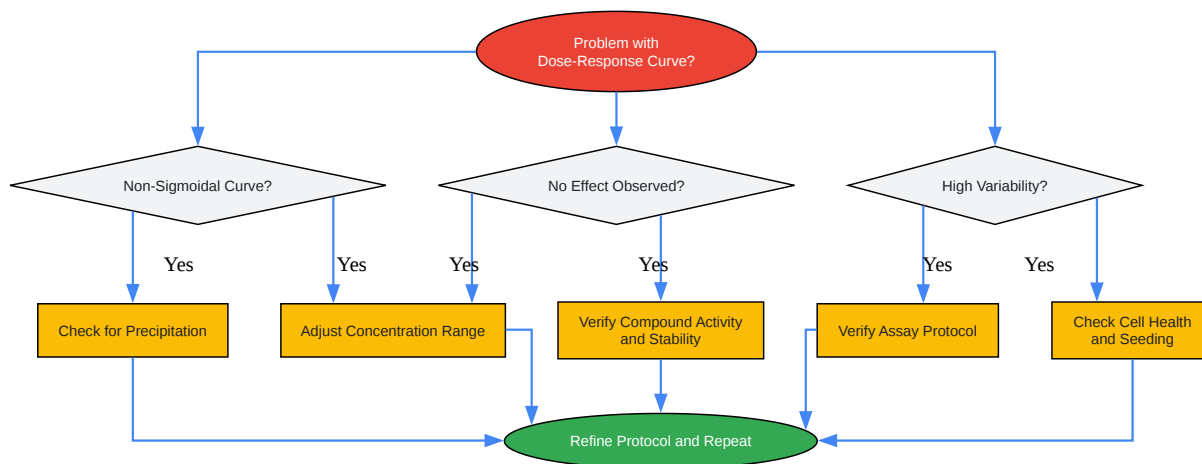 Problem with
Dose-Response Curve?
Non-Sigmoidal Curve?
No Effect Observed?
High Variability?
Yes
Yes
Yes
Yes
Yes
Yes
Check for Precipitation
Adjust Concentration Range
Verify Compound Activity
and Stability
Verify Assay Protocol
Check Cell Health
and Seeding
Refine Protocol and Repeat